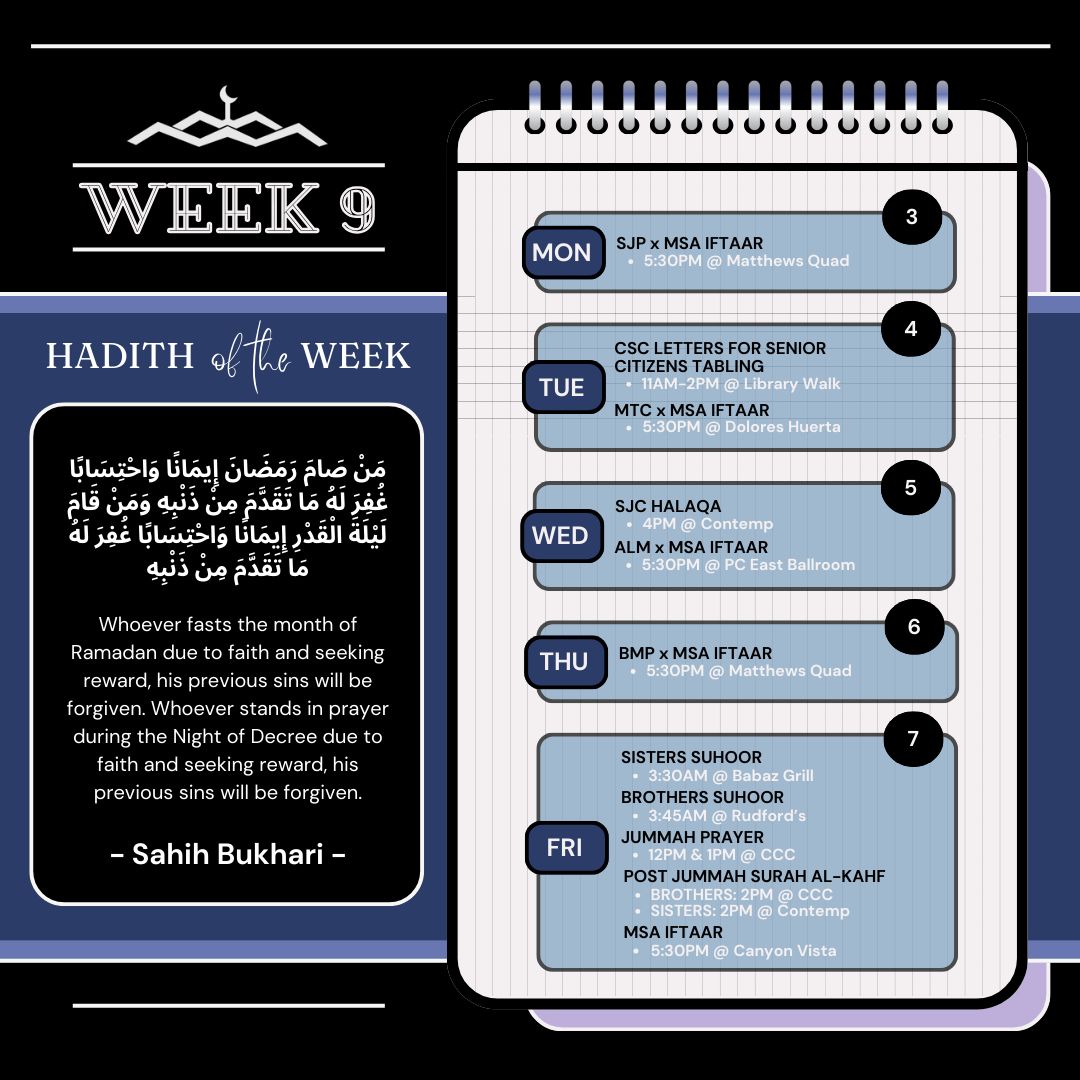 WEEK 9
HADITH of the WEEK
مَنْ صَامَ رَمَضَانَ إِيمَانًا وَاحْتِسَابًا
غُفِرَ لَهُ مَا تَقَدَّمَ مِنْ ذَنْبِهِ وَمَنْ قَامَ
لَيْلَةَ الْقَدْرِ إِيمَانًا وَاحْتِسَابًا غُفِرَ لَهُ
مَا تَقَدَّمَ مِنْ ذَنْبِهِ
Whoever fasts the month of
Ramadan due to faith and seeking
reward, his previous sins will be
forgiven. Whoever stands in prayer
during the Night of Decree due to
faith and seeking reward, his
previous sins will be forgiven.
- Sahih Bukhari -
3
MON
SJP x MSA IFTAAR
• 5:30PM @ Matthews Quad
4
TUE
CSC LETTERS FOR SENIOR
CITIZENS TABLING
• 11AM-2PM @ Library Walk
MTC x MSA IFTAAR
• 5:30PM @ Dolores Huerta
5
WED
SJC HALAQA
• 4PM @ Contemp
ALM x MSA IFTAAR
• 5:30PM @ PC East Ballroom
6
THU
BMP x MSA IFTAAR
• 5:30PM @ Matthews Quad
7
FRI
SISTERS SUHOOR
• 3:30AM @ Babaz Grill
BROTHERS SUHOOR
• 3:45AM @ Rudford's
JUMMAH PRAYER
• 12PM & 1PM @ CCC
POST JUMMAH SURAH AL-KAHF
• BROTHERS: 2PM @ CCC
• SISTERS: 2PM @ Contemp
MSA IFTAAR
• 5:30PM @ Canyon Vista